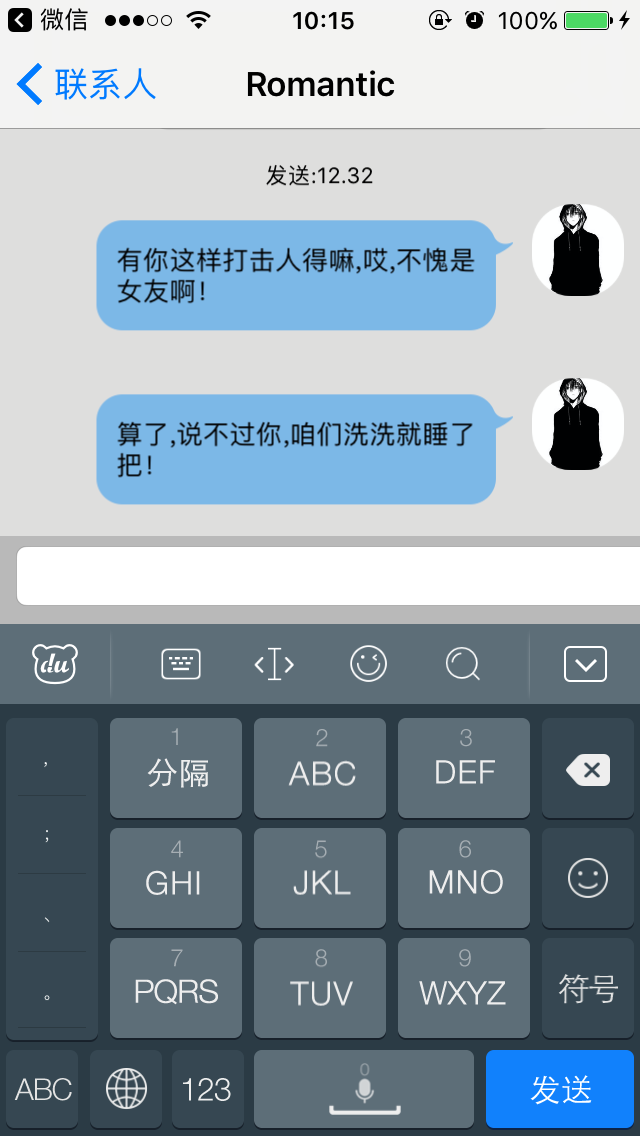 微信 10:15 100%
联系人 Romantic
发送:12.32
有你这样打击人得嘛,哎,不愧是
女友啊!
算了,说不过你,咱们洗洗就睡了
把!
du
, 1 分隔 2 ABC 3 DEF
; 4 GHI 5 JKL 6 MNO
、
。 7 PQRS 8 TUV 9 WXYZ 符号
ABC 123 0 发送